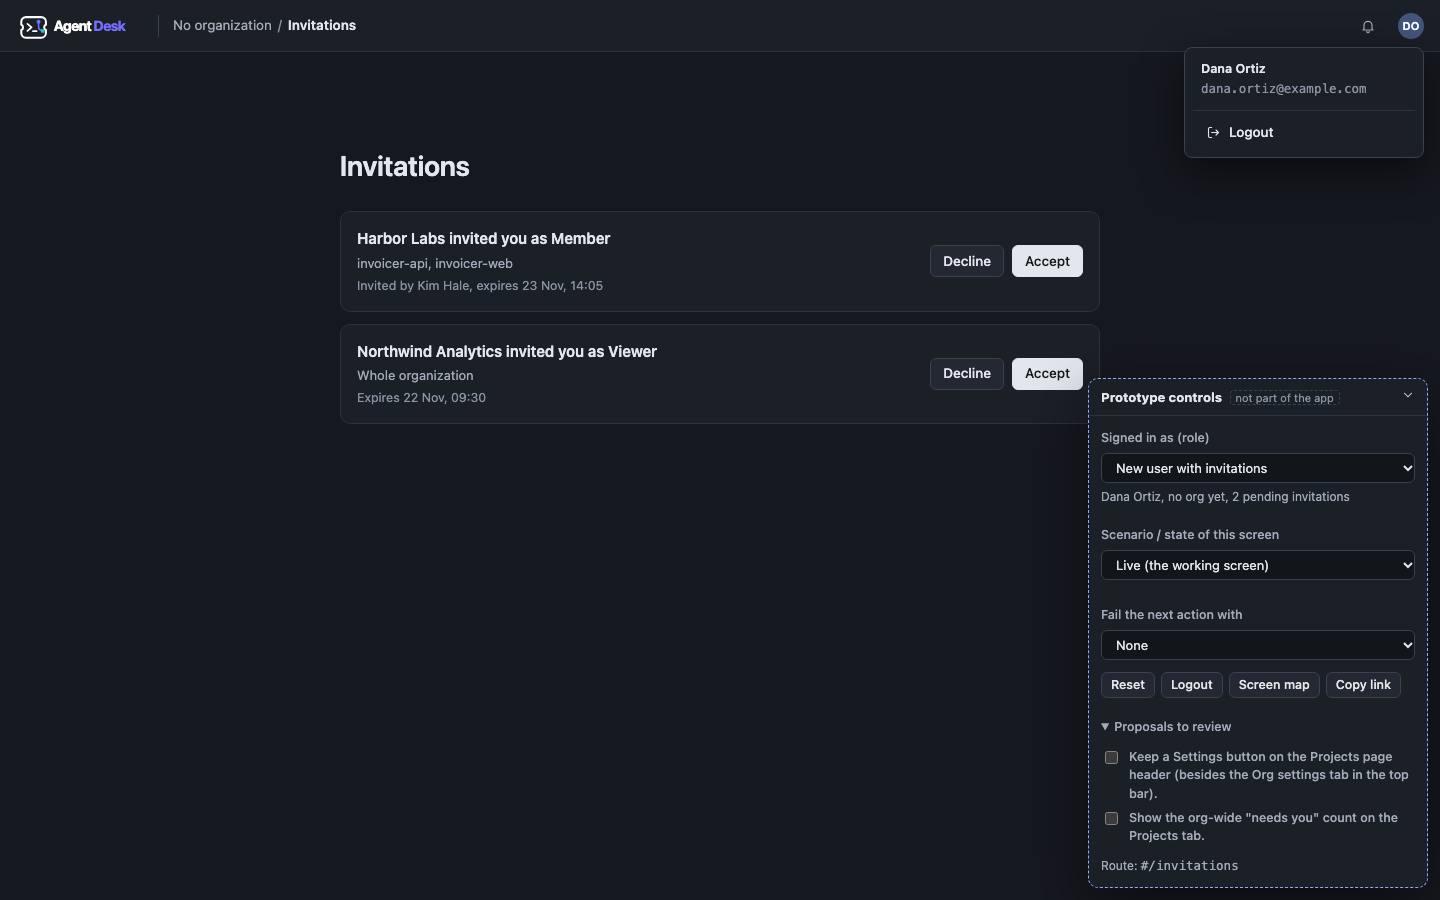 AgentDesk
No organization / Invitations
DO
Dana Ortiz
dana.ortiz@example.com
Logout
Invitations
Harbor Labs invited you as Member
invoicer-api, invoicer-web
Invited by Kim Hale, expires 23 Nov, 14:05
Decline
Accept
Northwind Analytics invited you as Viewer
Whole organization
Expires 22 Nov, 09:30
Decline
Accept
Prototype controls not part of the app
Signed in as (role)
New user with invitations
Dana Ortiz, no org yet, 2 pending invitations
Scenario / state of this screen
Live (the working screen)
Fail the next action with
None
Reset Logout Screen map Copy link
Proposals to review
Keep a Settings button on the Projects page
header (besides the Org settings tab in the top
bar).
Show the org-wide "needs you" count on the
Projects tab.
Route: #/invitations